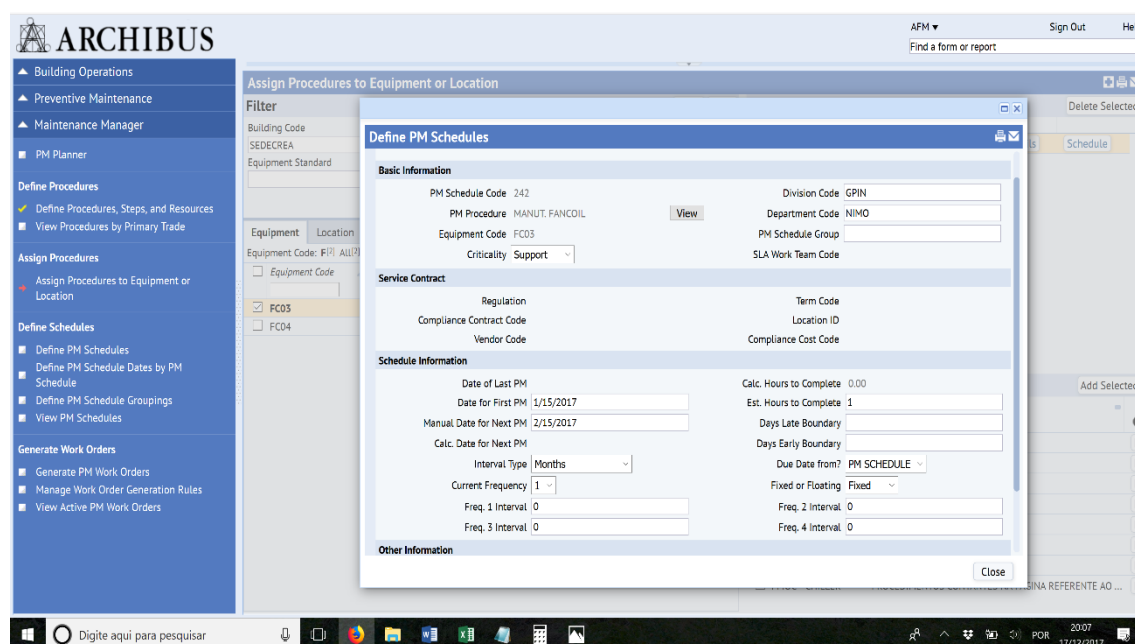 ARCHIBUS
AFM ▾ Sign Out
Find a form or report
Building Operations
Preventive Maintenance
Maintenance Manager
PM Planner
Define Procedures
Define Procedures, Steps, and Resources
View Procedures by Primary Trade
Assign Procedures
Assign Procedures to Equipment or
Location
Define Schedules
Define PM Schedules
Define PM Schedule Dates by PM
Schedule
Define PM Schedule Groupings
View PM Schedules
Generate Work Orders
Generate PM Work Orders
Manage Work Order Generation Rules
View Active PM Work Orders
Assign Procedures to Equipment or Location
Filter
Delete Selected
Building Code
SEDECREA
Schedule
Equipment Standard
Equipment Location
Equipment Code: F
Equipment Code
FC03
FC04
Add Selected
Define PM Schedules
Basic Information
PM Schedule Code 242 Division Code GPIN
PM Procedure MANUT. FANCOIL View Department Code NIMO
Equipment Code FC03 PM Schedule Group
Criticality Support SLA Work Team Code
Service Contract
Regulation Term Code
Compliance Contract Code Location ID
Vendor Code Compliance Cost Code
Schedule Information
Date of Last PM Calc. Hours to Complete 0.00
Date for First PM 1/15/2017 Est. Hours to Complete 1
Manual Date for Next PM 2/15/2017 Days Late Boundary
Calc. Date for Next PM Days Early Boundary
Interval Type Months Due Date from? PM SCHEDULE
Current Frequency 1 Fixed or Floating Fixed
Freq. 1 Interval 0 Freq. 2 Interval 0
Freq. 3 Interval 0 Freq. 4 Interval 0
Other Information
Close
Digite aqui para pesquisar
POR
20:07
17/12/2017